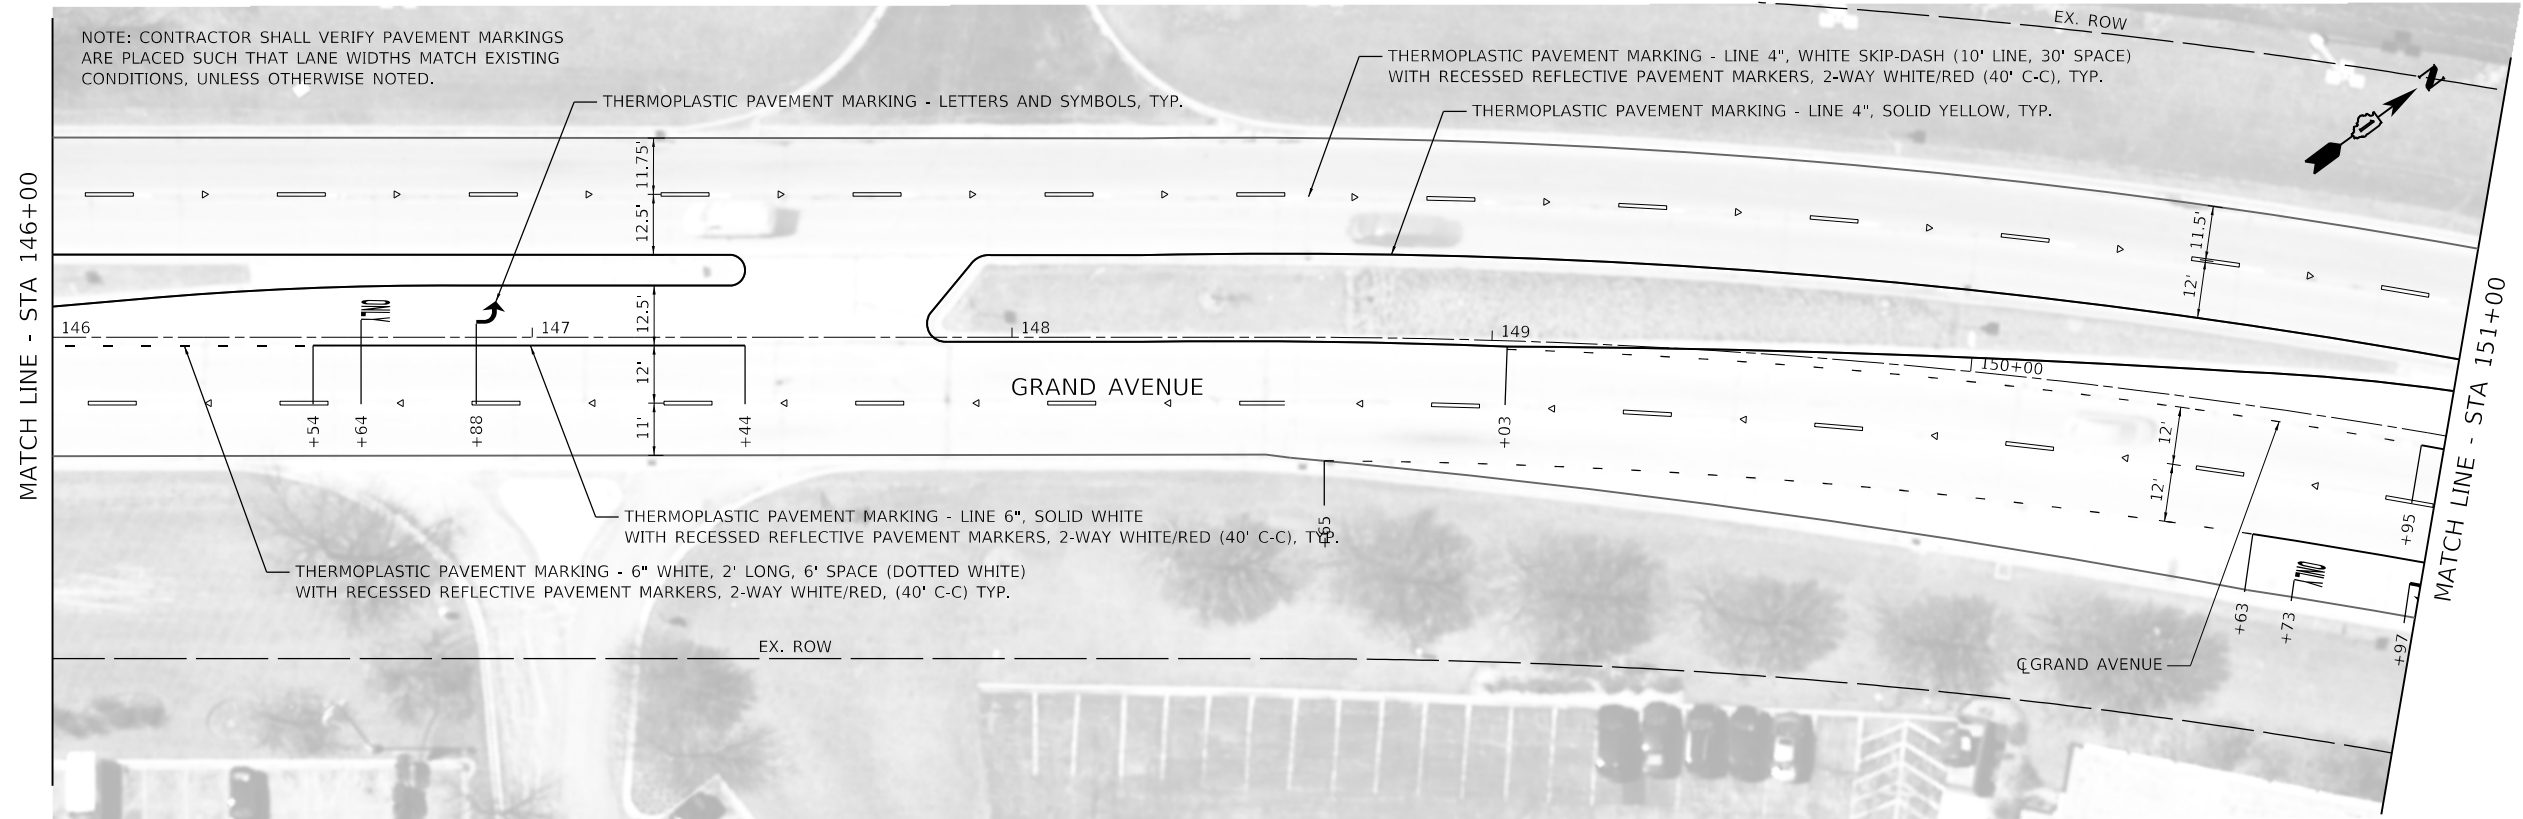 NOTE: CONTRACTOR SHALL VERIFY PAVEMENT MARKINGS
ARE PLACED SUCH THAT LANE WIDTHS MATCH EXISTING
CONDITIONS, UNLESS OTHERWISE NOTED.
THERMOPLASTIC PAVEMENT MARKING - LETTERS AND SYMBOLS, TYP.
THERMOPLASTIC PAVEMENT MARKING - LINE 4", WHITE SKIP-DASH (10' LINE, 30' SPACE)
WITH RECESSED REFLECTIVE PAVEMENT MARKERS, 2-WAY WHITE/RED (40' C-C), TYP.
THERMOPLASTIC PAVEMENT MARKING - LINE 4", SOLID YELLOW, TYP.
EX. ROW
N
MATCH LINE - STA 146+00
11.75'
12.5'
12.5'
12'
11'
11.5'
12'
ONLY
146
147
148
149
150+00
GRAND AVENUE
+54
+64
+88
+44
+03
+65
12'
12'
+95
ONLY
+63
+73
+97
MATCH LINE - STA 151+00
THERMOPLASTIC PAVEMENT MARKING - LINE 6", SOLID WHITE
WITH RECESSED REFLECTIVE PAVEMENT MARKERS, 2-WAY WHITE/RED (40' C-C), TYP.
THERMOPLASTIC PAVEMENT MARKING - 6" WHITE, 2' LONG, 6' SPACE (DOTTED WHITE)
WITH RECESSED REFLECTIVE PAVEMENT MARKERS, 2-WAY WHITE/RED, (40' C-C) TYP.
EX. ROW
℄ GRAND AVENUE